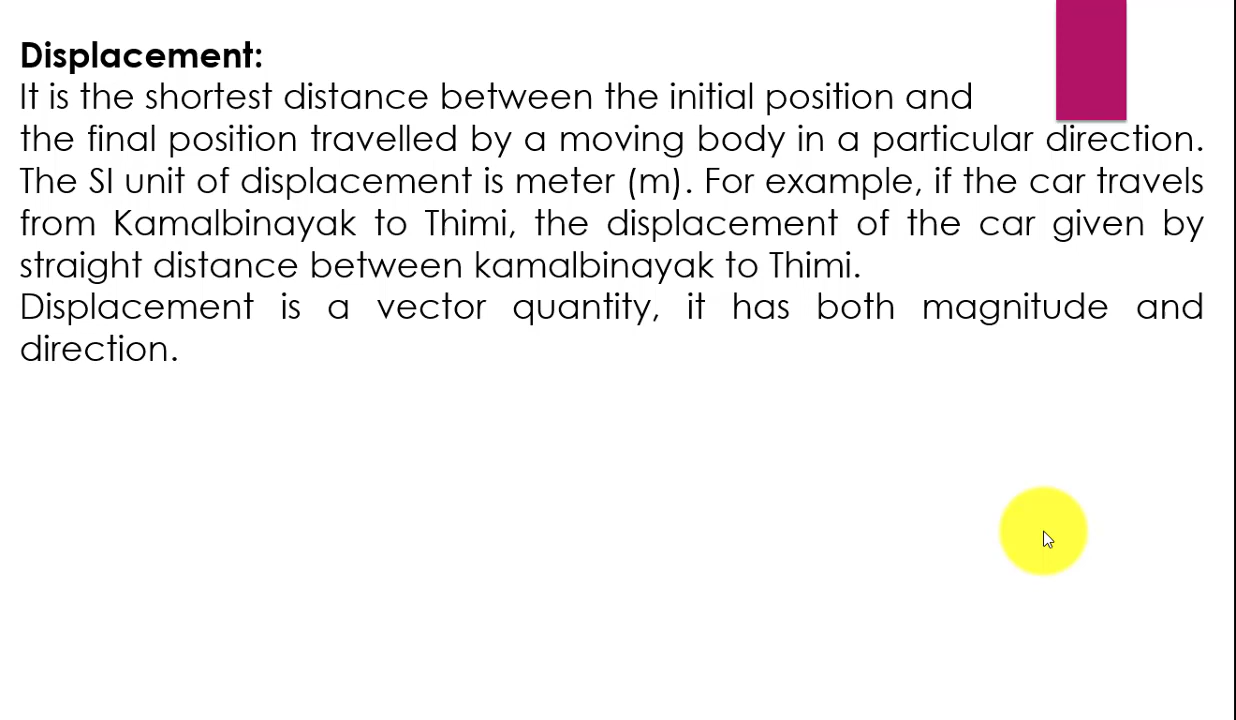 Displacement:
It is the shortest distance between the initial position and
the final position travelled by a moving body in a particular direction.
The SI unit of displacement is meter (m). For example, if the car travels
from Kamalbinayak to Thimi, the displacement of the car given by
straight distance between kamalbinayak to Thimi.
Displacement is a vector quantity, it has both magnitude and
direction.